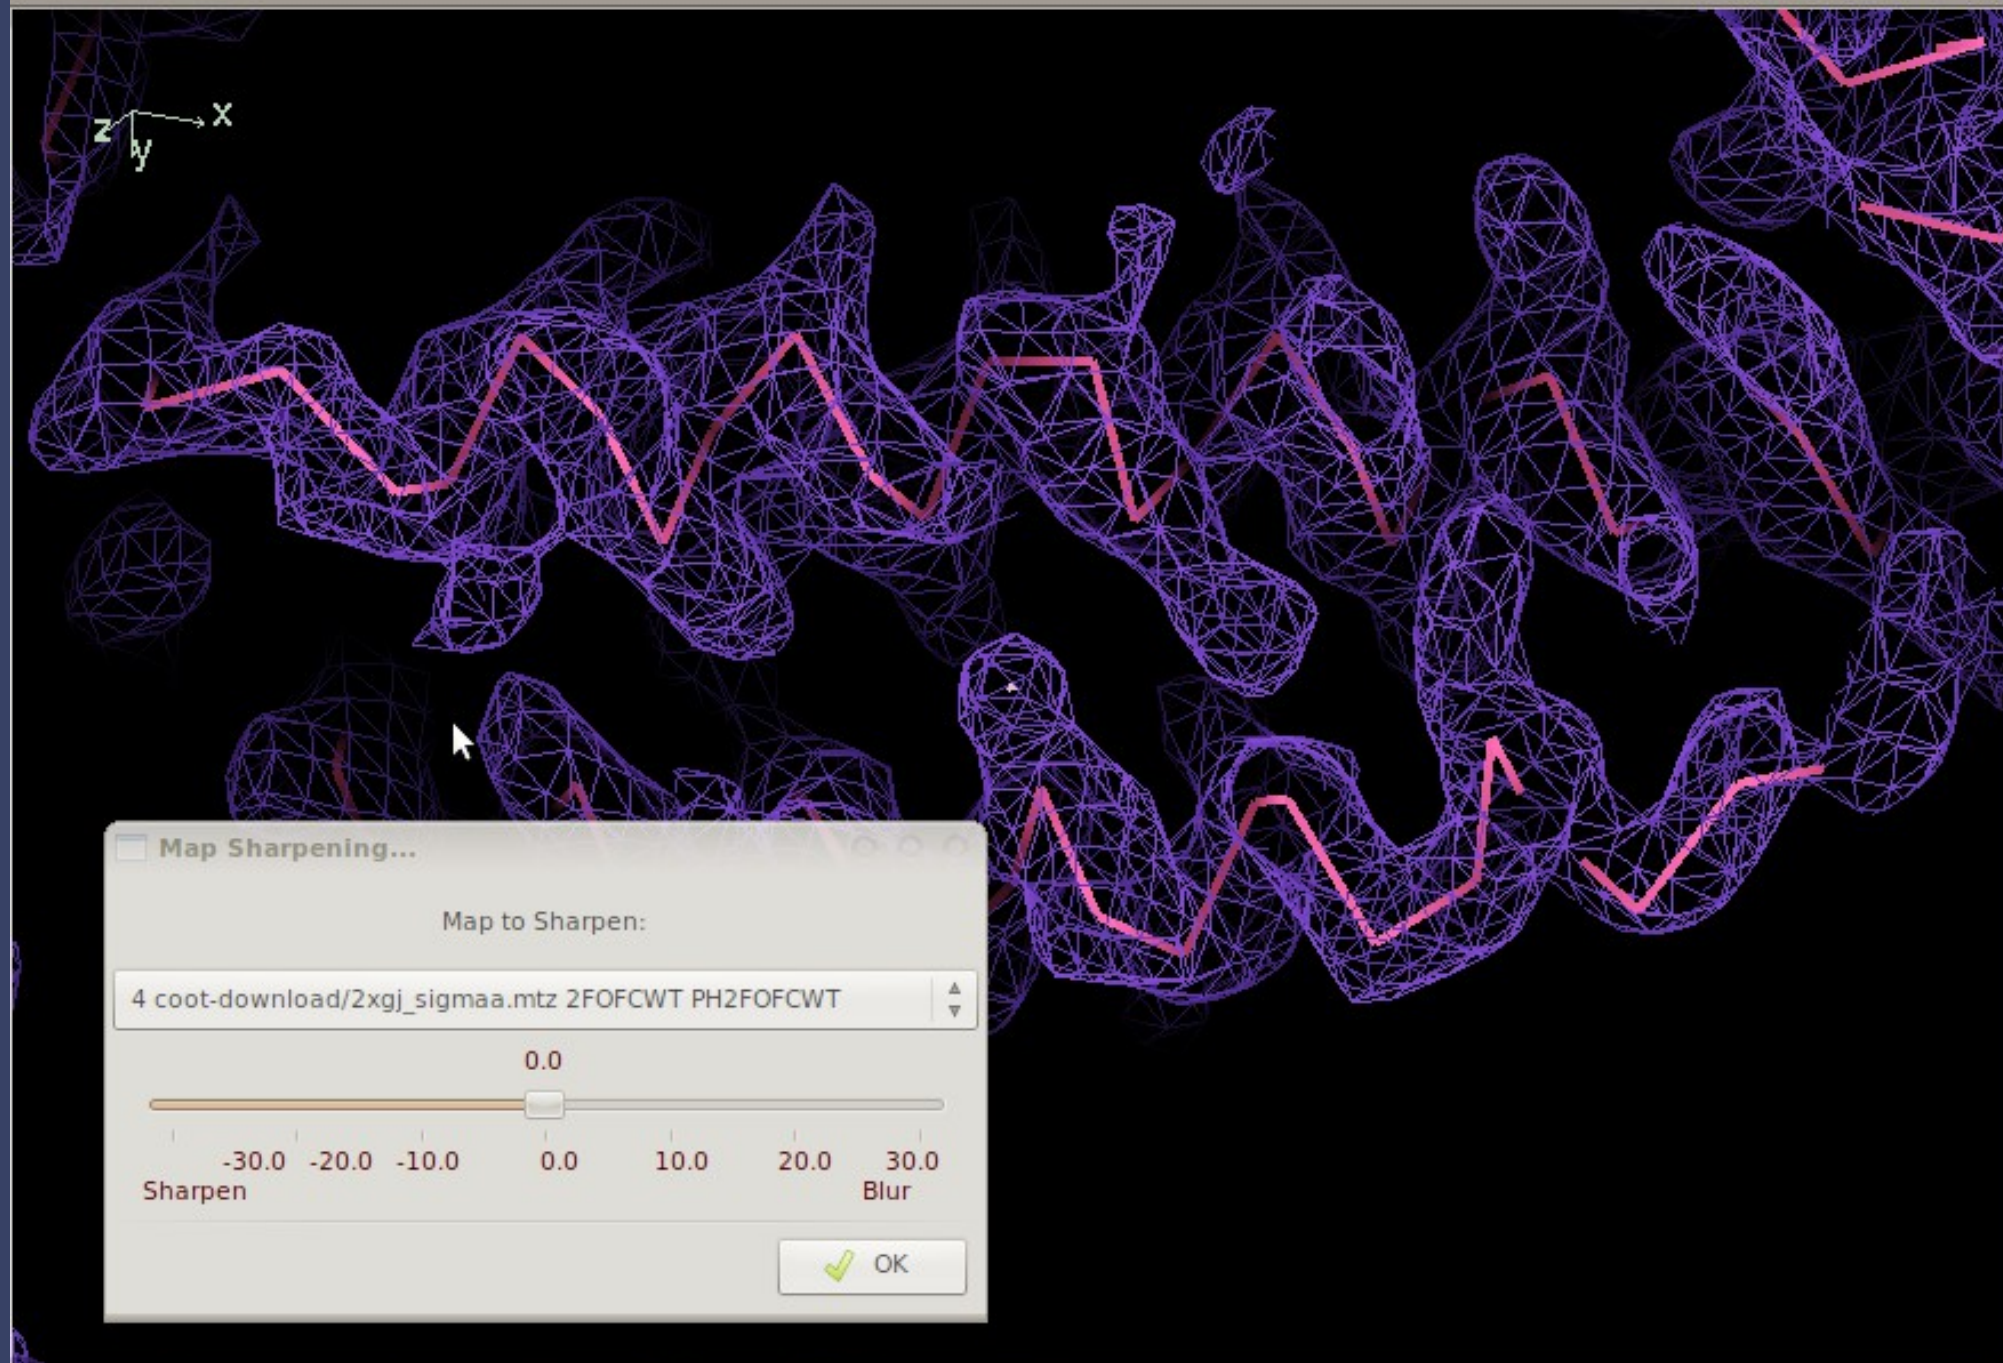 z x
y
Map Sharpening...
Map to Sharpen:
4 coot-download/2xgj_sigmaa.mtz 2FOFCWT PH2FOFCWT
0.0
-30.0 -20.0 -10.0 0.0 10.0 20.0 30.0
Sharpen Blur
OK